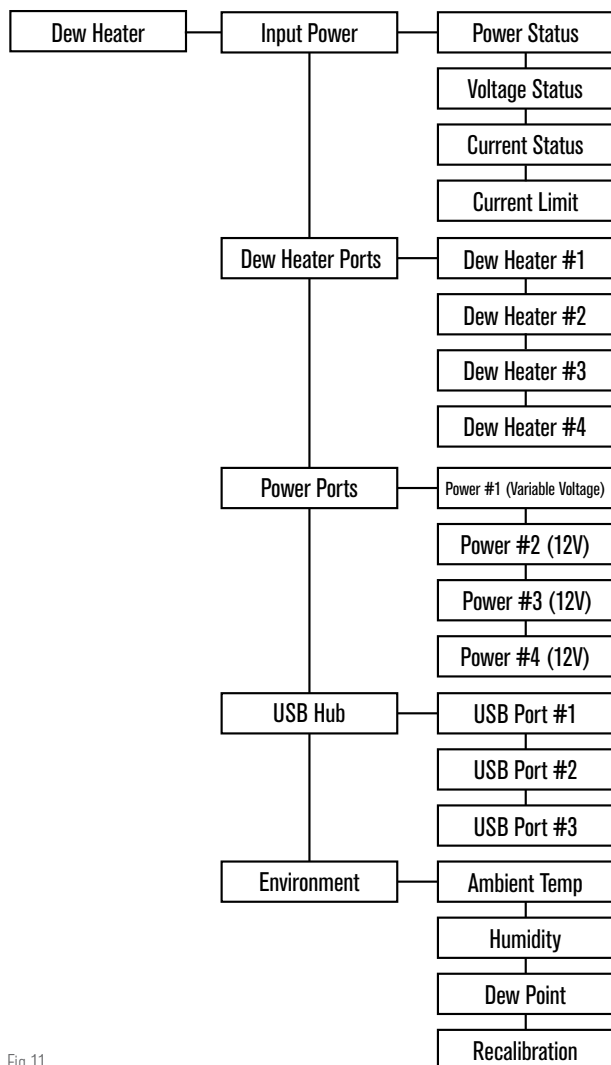 Dew Heater
Input Power
Power Status
Voltage Status
Current Status
Current Limit
Dew Heater Ports
Dew Heater #1
Dew Heater #2
Dew Heater #3
Dew Heater #4
Power Ports
Power #1 (Variable Voltage)
Power #2 (12V)
Power #3 (12V)
Power #4 (12V)
USB Hub
USB Port #1
USB Port #2
USB Port #3
Environment
Ambient Temp
Humidity
Dew Point
Recalibration
Fig 11